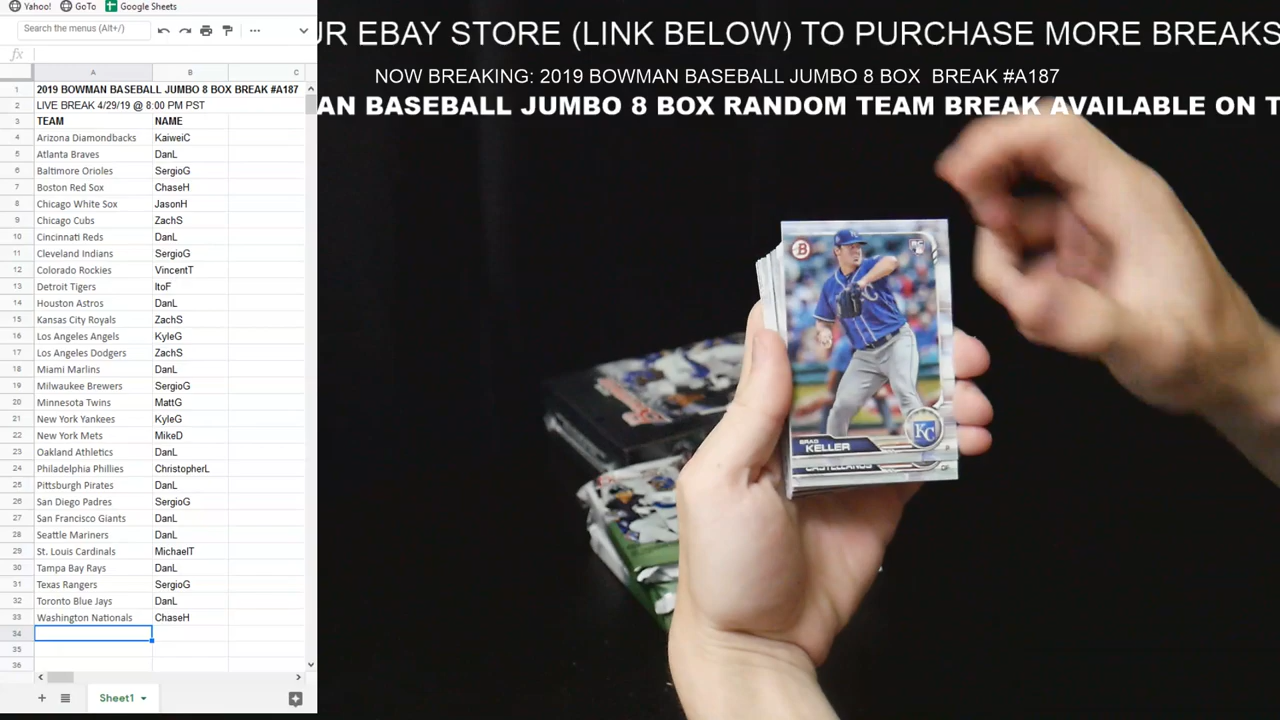 Yahoo! GoTo Google Sheets
Search the menus (Alt+/)
fx
A B C
1 2019 BOWMAN BASEBALL JUMBO 8 BOX BREAK #A187
2 LIVE BREAK 4/29/19 @ 8:00 PM PST
3 TEAM NAME
4 Arizona Diamondbacks KaiweiC
5 Atlanta Braves DanL
6 Baltimore Orioles SergioG
7 Boston Red Sox ChaseH
8 Chicago White Sox JasonH
9 Chicago Cubs ZachS
10 Cincinnati Reds DanL
11 Cleveland Indians SergioG
12 Colorado Rockies VincentT
13 Detroit Tigers ItoF
14 Houston Astros DanL
15 Kansas City Royals ZachS
16 Los Angeles Angels KyleG
17 Los Angeles Dodgers ZachS
18 Miami Marlins DanL
19 Milwaukee Brewers SergioG
20 Minnesota Twins MattG
21 New York Yankees KyleG
22 New York Mets MikeD
23 Oakland Athletics DanL
24 Philadelphia Phillies ChristopherL
25 Pittsburgh Pirates DanL
26 San Diego Padres SergioG
27 San Francisco Giants DanL
28 Seattle Mariners DanL
29 St. Louis Cardinals MichaelT
30 Tampa Bay Rays DanL
31 Texas Rangers SergioG
32 Toronto Blue Jays DanL
33 Washington Nationals ChaseH
34
35
36
Sheet1
UR EBAY STORE (LINK BELOW) TO PURCHASE MORE BREAKS
NOW BREAKING: 2019 BOWMAN BASEBALL JUMBO 8 BOX BREAK #A187
AN BASEBALL JUMBO 8 BOX RANDOM TEAM BREAK AVAILABLE ON T
B
RC
BRAD
KELLER
KC
CASTELLANOS